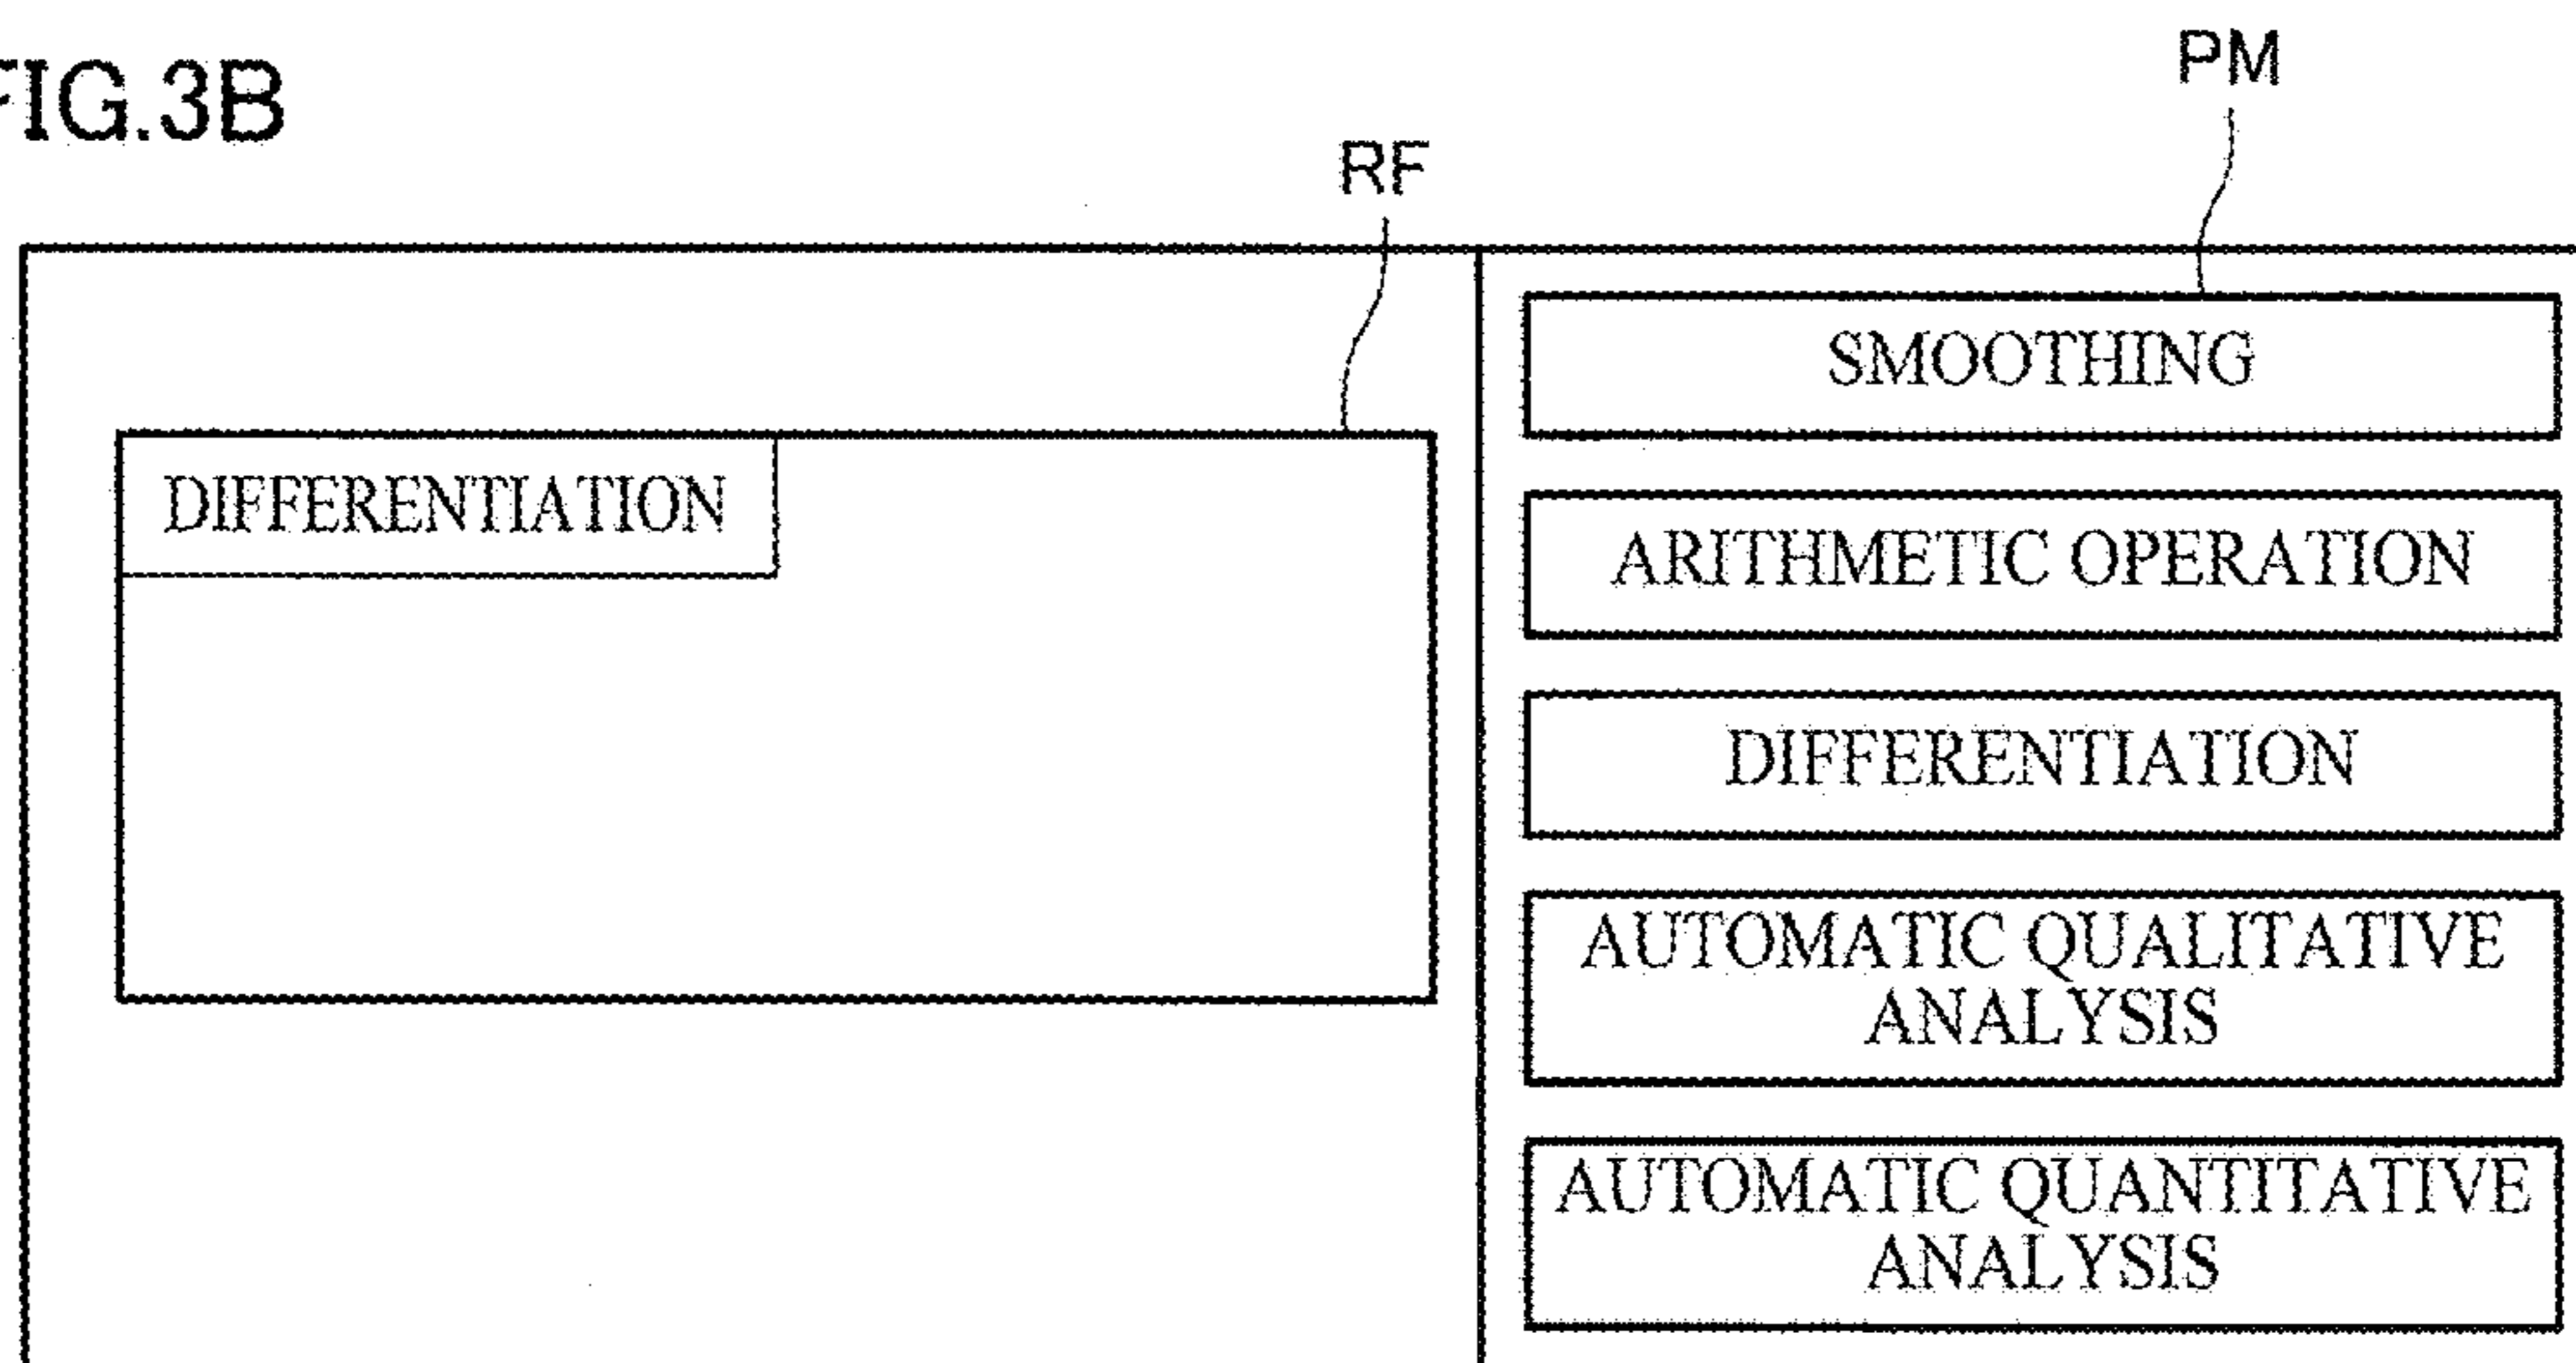 FIG.3B
PM
RF
SMOOTHING
DIFFERENTIATION
ARITHMETIC OPERATION
DIFFERENTIATION
AUTOMATIC QUALITATIVE
ANALYSIS
AUTOMATIC QUANTITATIVE
ANALYSIS